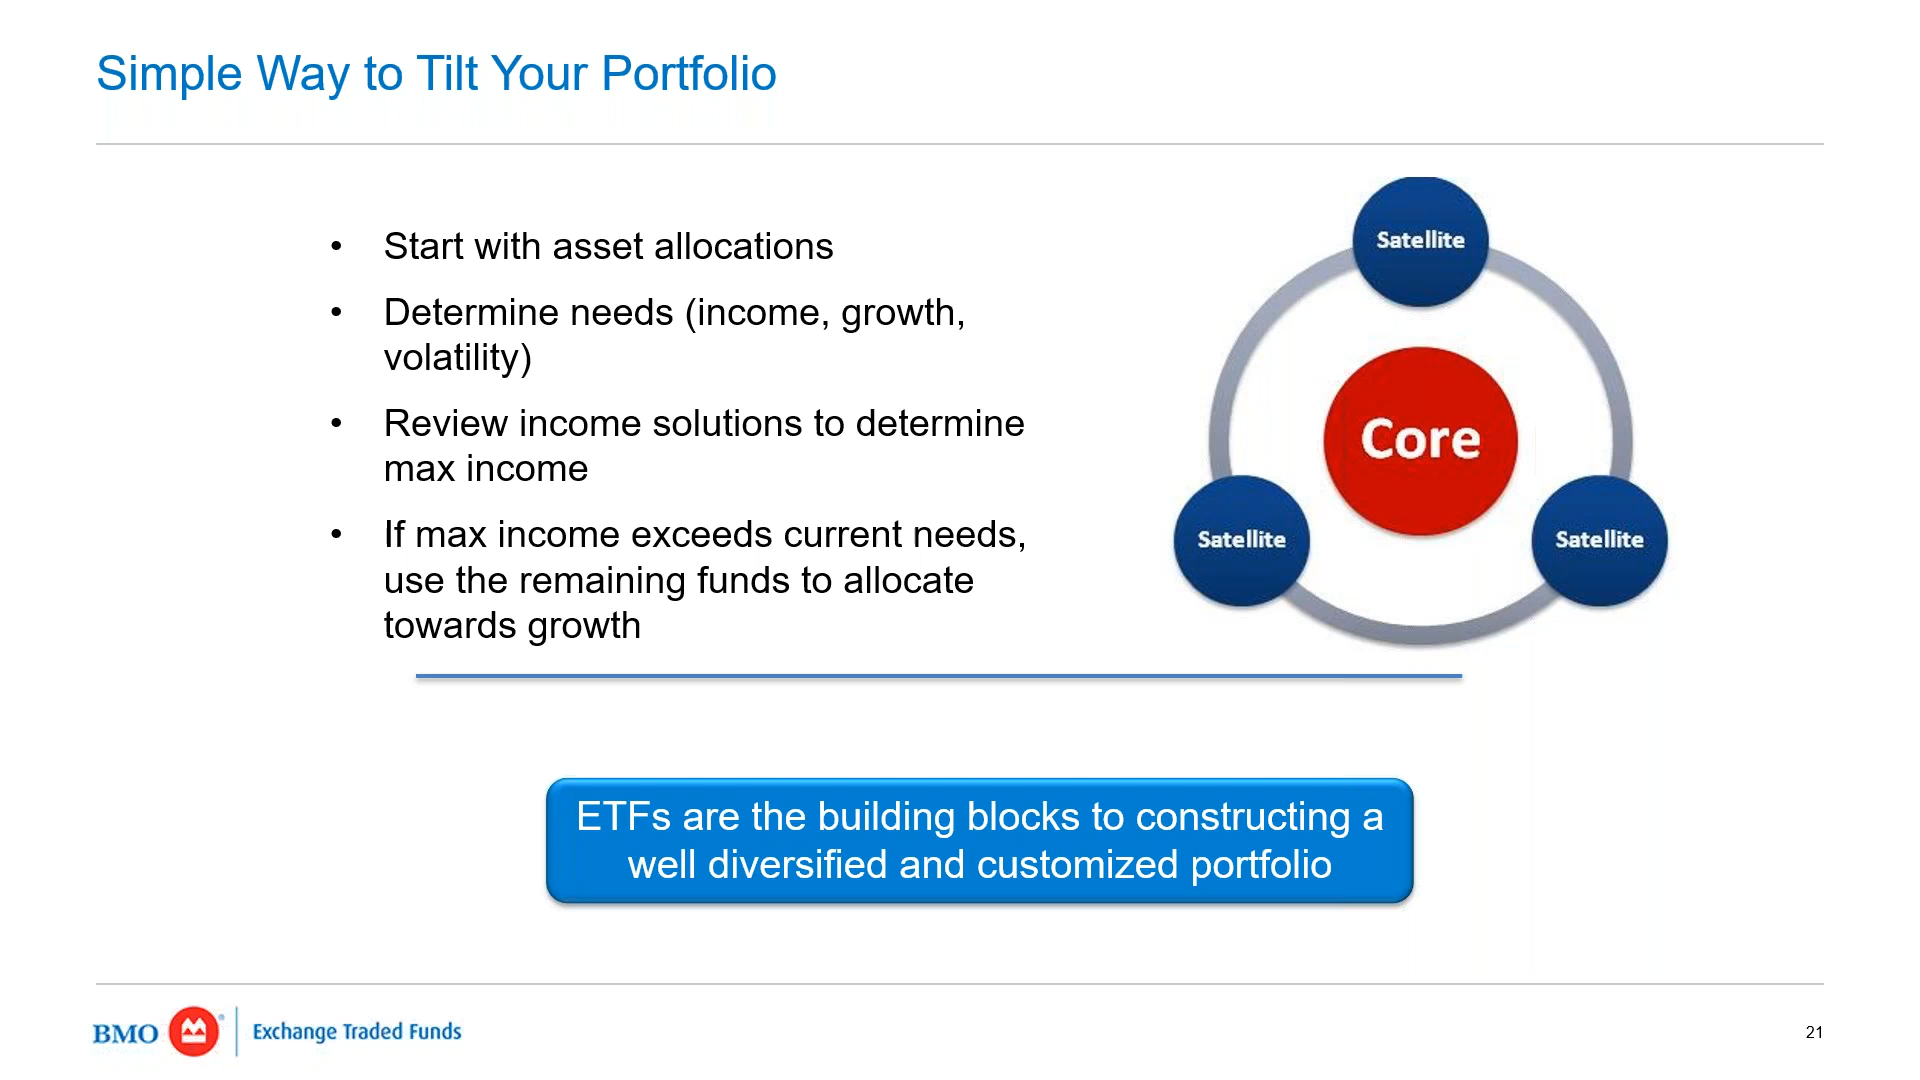 Simple Way to Tilt Your Portfolio
• Start with asset allocations
• Determine needs (income, growth,
volatility)
• Review income solutions to determine
max income
• If max income exceeds current needs,
use the remaining funds to allocate
towards growth
Satellite
Core
Satellite
Satellite
ETFs are the building blocks to constructing a
well diversified and customized portfolio
BMO ® Exchange Traded Funds
21